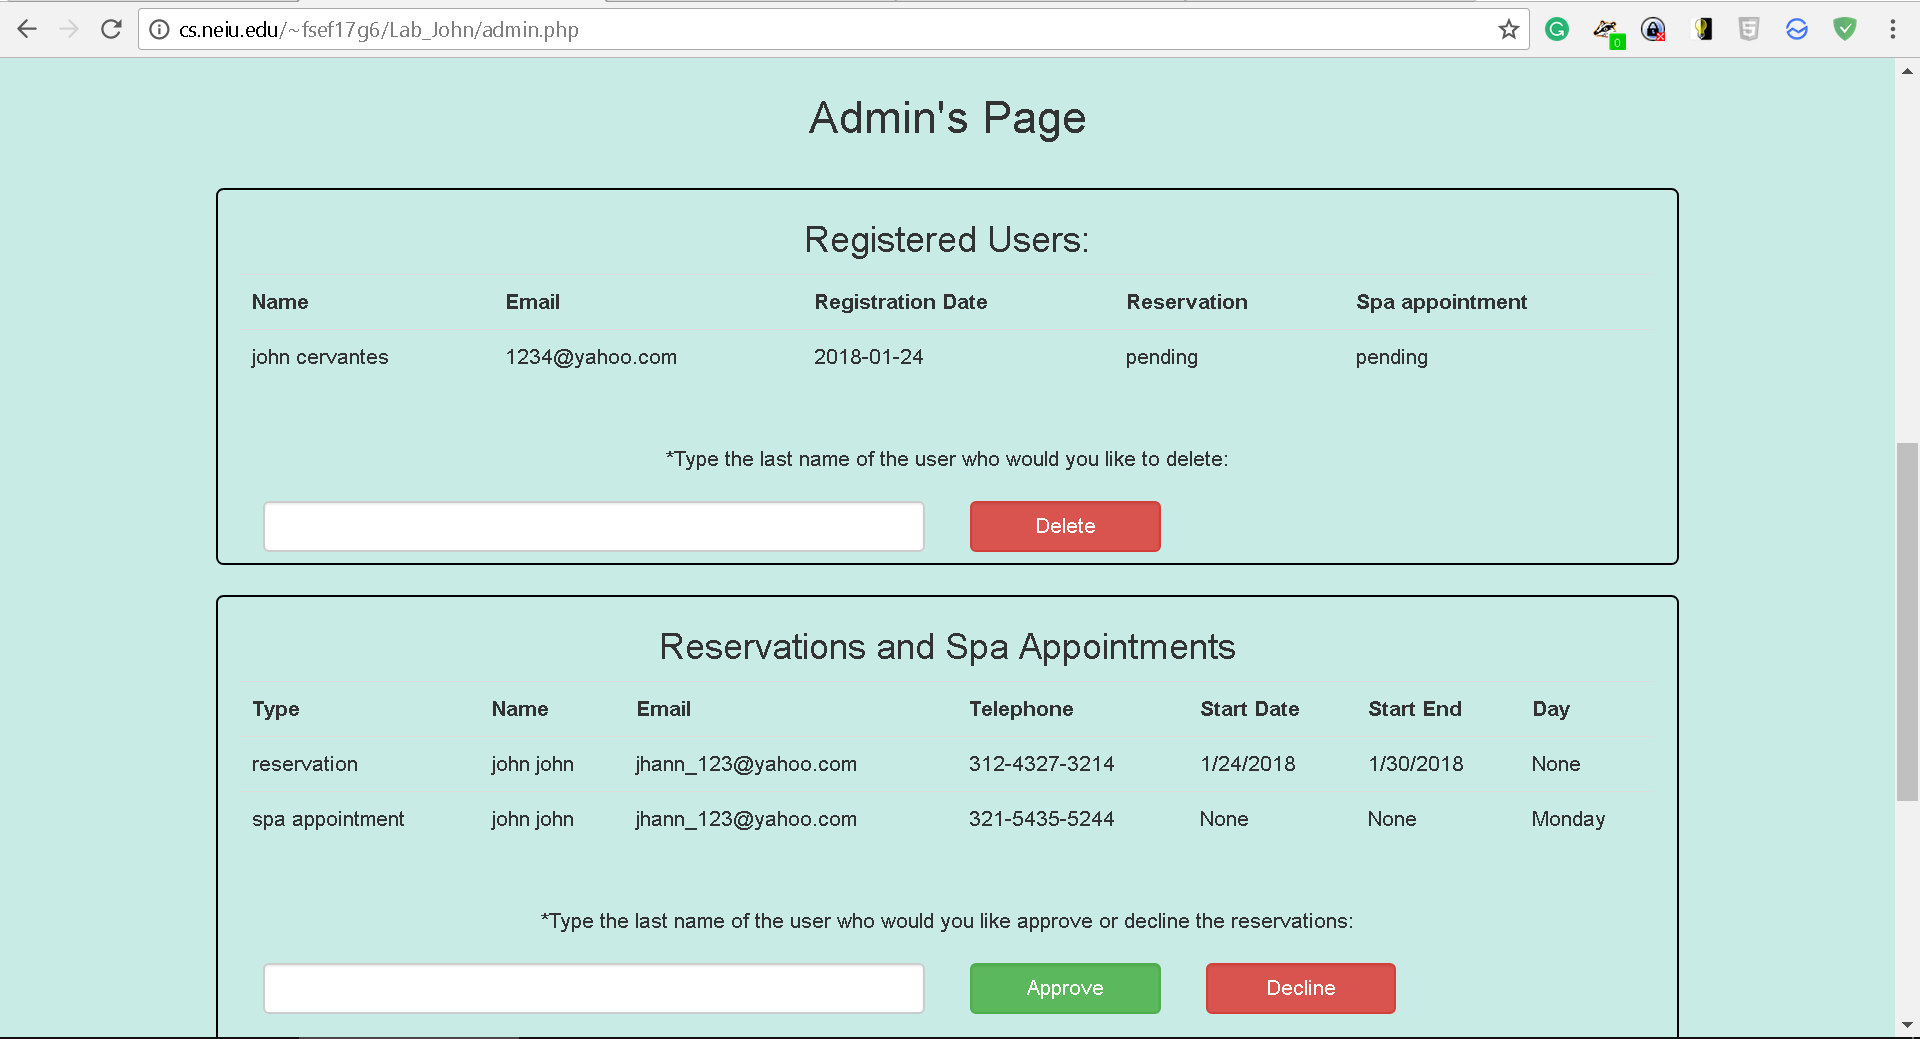 cs.neiu.edu/~fsef17g6/Lab_John/admin.php
0
Admin's Page
Registered Users:
Name Email Registration Date Reservation Spa appointment
john cervantes 1234@yahoo.com 2018-01-24 pending pending
*Type the last name of the user who would you like to delete:
Delete
Reservations and Spa Appointments
Type Name Email Telephone Start Date Start End Day
reservation john john jhann_123@yahoo.com 312-4327-3214 1/24/2018 1/30/2018 None
spa appointment john john jhann_123@yahoo.com 321-5435-5244 None None Monday
*Type the last name of the user who would you like approve or decline the reservations:
Approve Decline